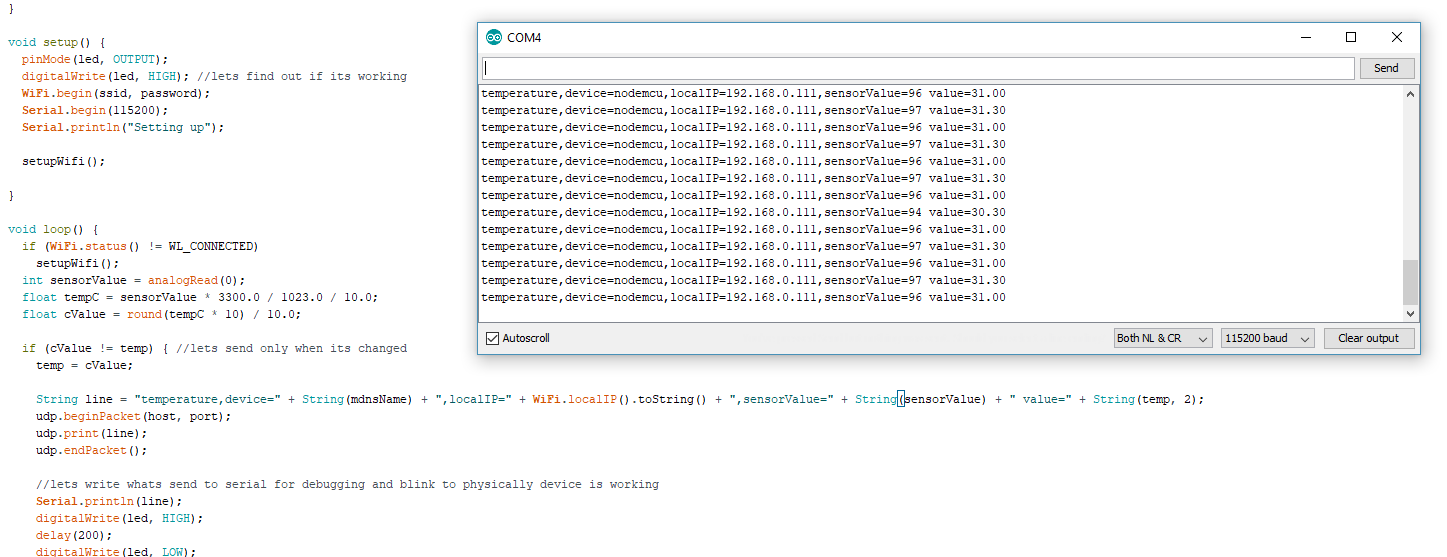 }
void setup() {
pinMode(led, OUTPUT);
digitalWrite(led, HIGH); //lets find out if its working
WiFi.begin(ssid, password);
Serial.begin(115200);
Serial.println("Setting up");
setupWifi();
}
void loop() {
if (WiFi.status() != WL_CONNECTED)
setupWifi();
int sensorValue = analogRead(0);
float tempC = sensorValue * 3300.0 / 1023.0 / 10.0;
float cValue = round(tempC * 10) / 10.0;
if (cValue != temp) { //lets send only when its changed
temp = cValue;
String line = "temperature,device=" + String(mdnsName) + ",localIP=" + WiFi.localIP().toString() + ",sensorValue=" + String(sensorValue) + " value=" + String(temp, 2);
udp.beginPacket(host, port);
udp.print(line);
udp.endPacket();
//lets write whats send to serial for debugging and blink to physically device is working
Serial.println(line);
digitalWrite(led, HIGH);
delay(200);
digitalWrite(led, LOW);
COM4
Send
temperature,device=nodemcu,localIP=192.168.0.111,sensorValue=96 value=31.00
temperature,device=nodemcu,localIP=192.168.0.111,sensorValue=97 value=31.30
temperature,device=nodemcu,localIP=192.168.0.111,sensorValue=96 value=31.00
temperature,device=nodemcu,localIP=192.168.0.111,sensorValue=97 value=31.30
temperature,device=nodemcu,localIP=192.168.0.111,sensorValue=96 value=31.00
temperature,device=nodemcu,localIP=192.168.0.111,sensorValue=97 value=31.30
temperature,device=nodemcu,localIP=192.168.0.111,sensorValue=96 value=31.00
temperature,device=nodemcu,localIP=192.168.0.111,sensorValue=94 value=30.30
temperature,device=nodemcu,localIP=192.168.0.111,sensorValue=96 value=31.00
temperature,device=nodemcu,localIP=192.168.0.111,sensorValue=97 value=31.30
temperature,device=nodemcu,localIP=192.168.0.111,sensorValue=96 value=31.00
temperature,device=nodemcu,localIP=192.168.0.111,sensorValue=97 value=31.30
temperature,device=nodemcu,localIP=192.168.0.111,sensorValue=96 value=31.00
Autoscroll
Both NL & CR
115200 baud
Clear output